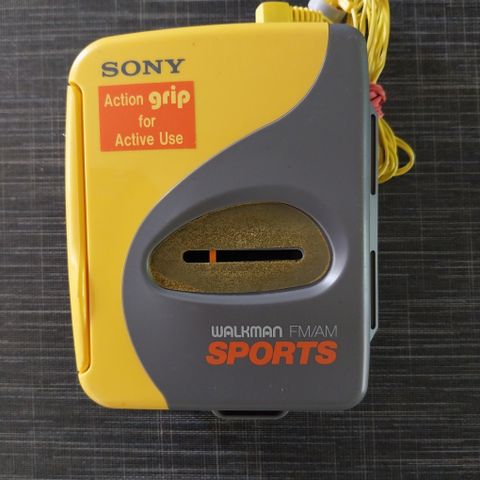 SONY
Action grip
for
Active Use
WALKMAN FM/AM
SPORTS